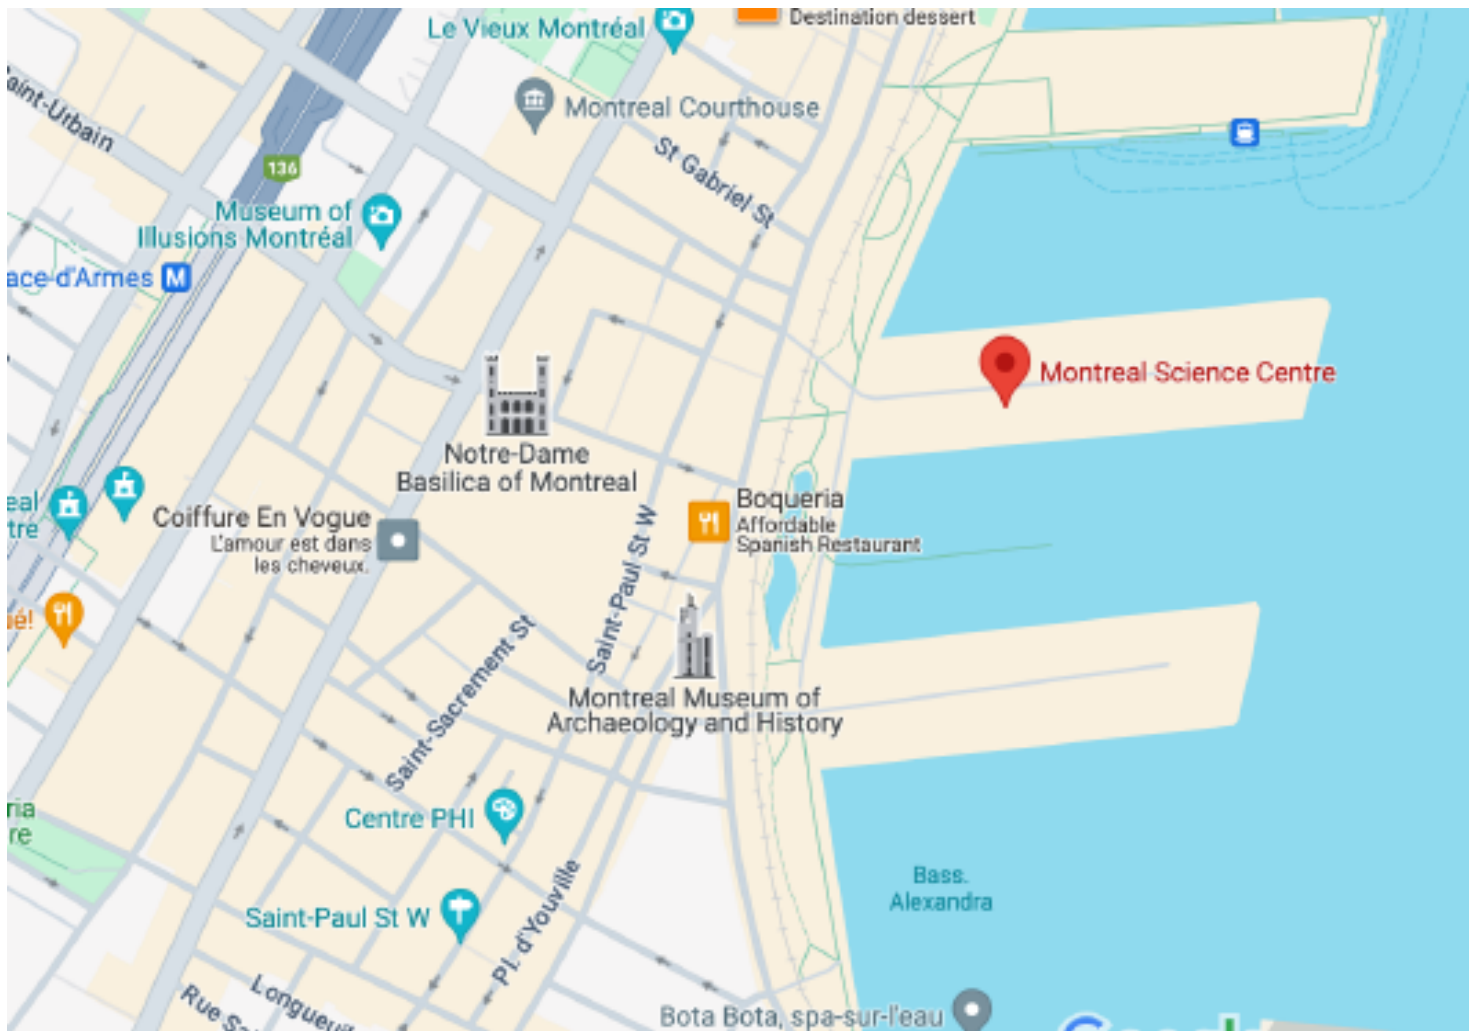 Destination dessert
Le Vieux Montréal
Montreal Courthouse
Saint-Urbain
St Gabriel St
136
Museum of
Illusions Montréal
ace-d'Armes M
Montreal Science Centre
Notre-Dame
Basilica of Montreal
eal
tre
Coiffure En Vogue
L'amour est dans
les cheveux.
Boqueria
Affordable
Spanish Restaurant
Saint-Paul St W
é!
Saint-Sacrement St
Montreal Museum of
Archaeology and History
ria
re
Centre PHI
Bass.
Alexandra
Saint-Paul St W
Pl. d'Youville
Longueuil
Rue
Bota Bota, spa-sur-l'eau